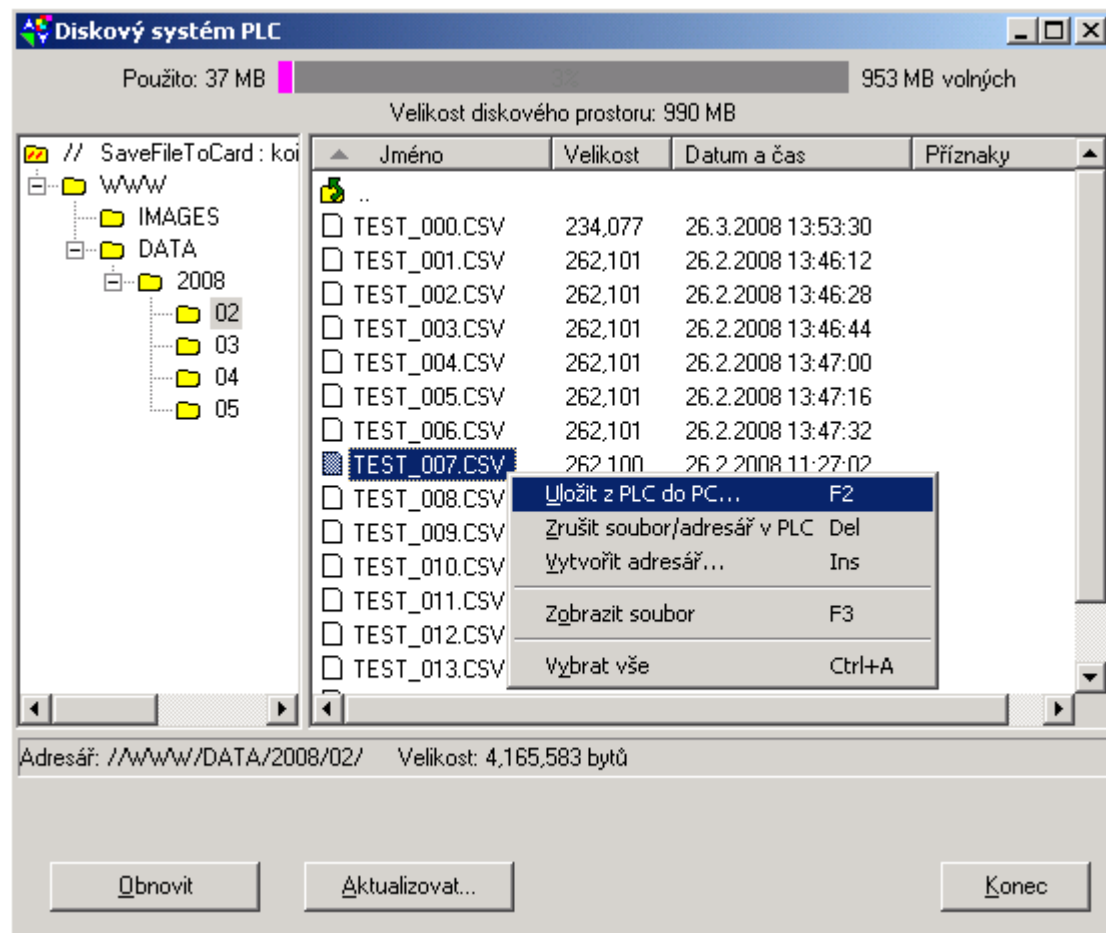 Diskový systém PLC
Použito: 37 MB 3% 953 MB volných
Velikost diskového prostoru: 990 MB
// SaveFileToCard : koi
WWW
IMAGES
DATA
2008
02
03
04
05
Jméno Velikost Datum a čas Příznaky
..
TEST_000.CSV 234,077 26.3.2008 13:53:30
TEST_001.CSV 262,101 26.2.2008 13:46:12
TEST_002.CSV 262,101 26.2.2008 13:46:28
TEST_003.CSV 262,101 26.2.2008 13:46:44
TEST_004.CSV 262,101 26.2.2008 13:47:00
TEST_005.CSV 262,101 26.2.2008 13:47:16
TEST_006.CSV 262,101 26.2.2008 13:47:32
TEST_007.CSV 262,100 26.2.2008 11:27:02
TEST_008.CSV
TEST_009.CSV
TEST_010.CSV
TEST_011.CSV
TEST_012.CSV
TEST_013.CSV
Uložit z PLC do PC... F2
Zrušit soubor/adresář v PLC Del
Vytvořit adresář... Ins
Zobrazit soubor F3
Vybrat vše Ctrl+A
Adresář: //WWW//DATA/2008/02/ Velikost: 4,165,583 bytů
Obnovit Aktualizovat... Konec